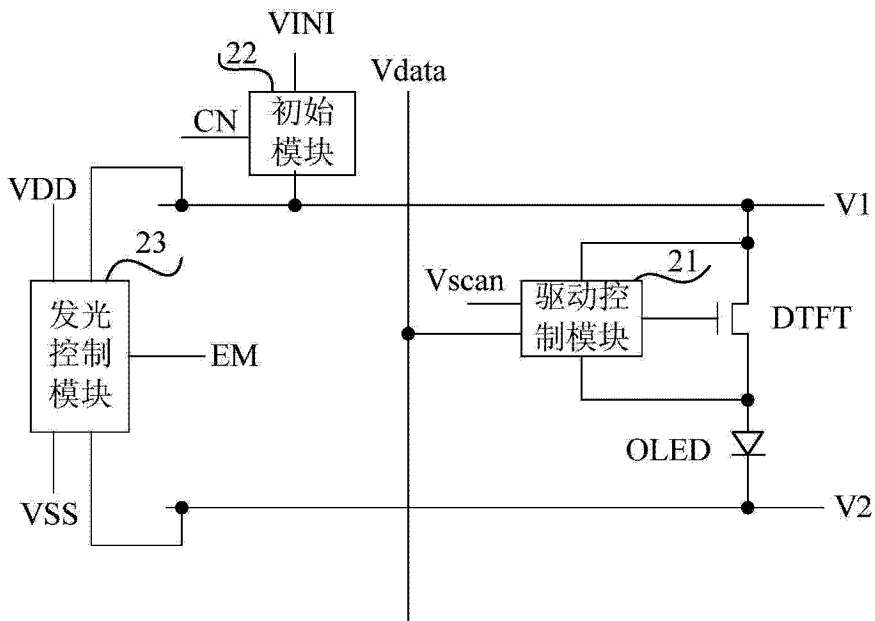 VINI
22
Vdata
CN
初始
模块
VDD
V1
23
21
Vscan
驱动控
制模块
DTFT
发光
控制
模块
EM
OLED
VSS
V2